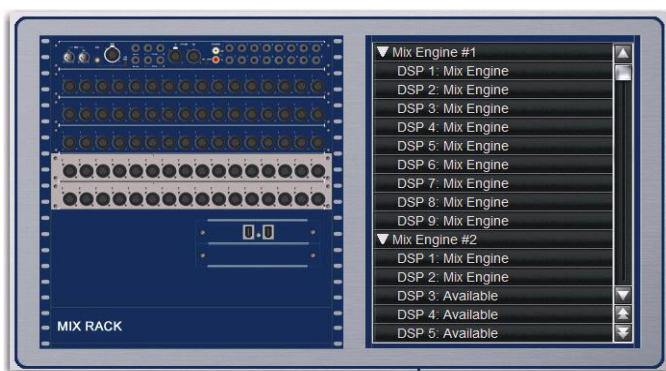 MIX RACK
Mix Engine #1
DSP 1: Mix Engine
DSP 2: Mix Engine
DSP 3: Mix Engine
DSP 4: Mix Engine
DSP 5: Mix Engine
DSP 6: Mix Engine
DSP 7: Mix Engine
DSP 8: Mix Engine
DSP 9: Mix Engine
Mix Engine #2
DSP 1: Mix Engine
DSP 2: Mix Engine
DSP 3: Available
DSP 4: Available
DSP 5: Available